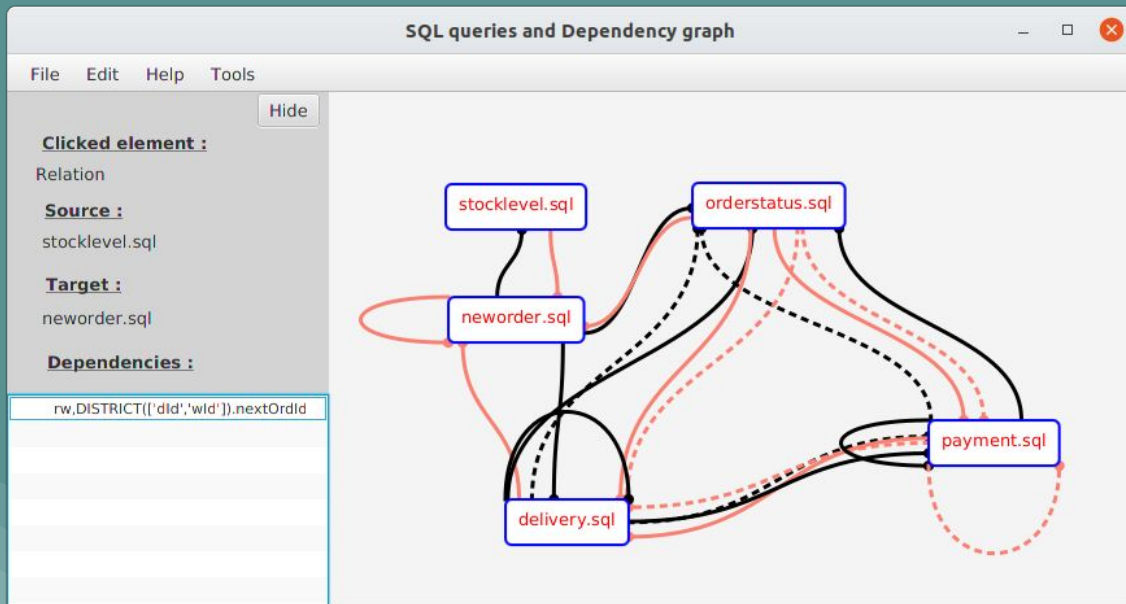 SQL queries and Dependency graph
File Edit Help Tools
Hide
Clicked element :
Relation
Source :
stocklevel.sql
Target :
neworder.sql
Dependencies :
rw,DISTRICT(['dId','wId']).nextOrdId
stocklevel.sql
orderstatus.sql
neworder.sql
payment.sql
delivery.sql